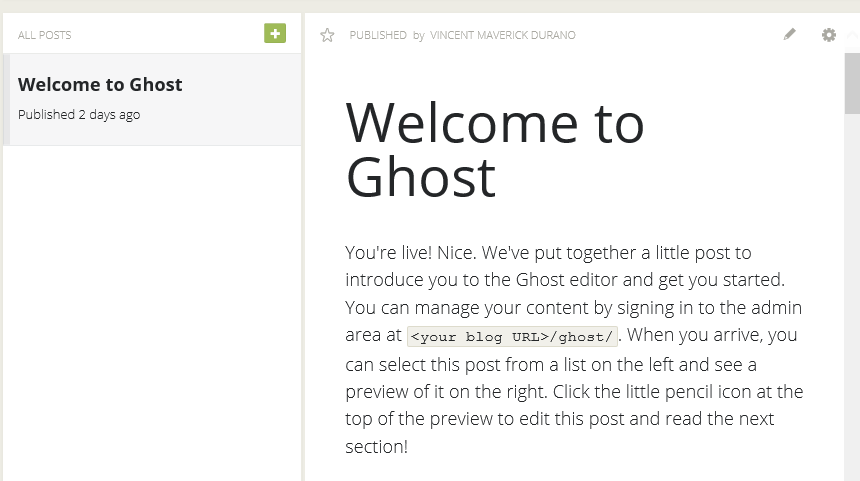 ALL POSTS
Welcome to Ghost
Published 2 days ago
PUBLISHED by VINCENT MAVERICK DURANO
Welcome to
Ghost
You're live! Nice. We've put together a little post to
introduce you to the Ghost editor and get you started.
You can manage your content by signing in to the admin
area at <your blog URL>/ghost/. When you arrive, you
can select this post from a list on the left and see a
preview of it on the right. Click the little pencil icon at the
top of the preview to edit this post and read the next
section!